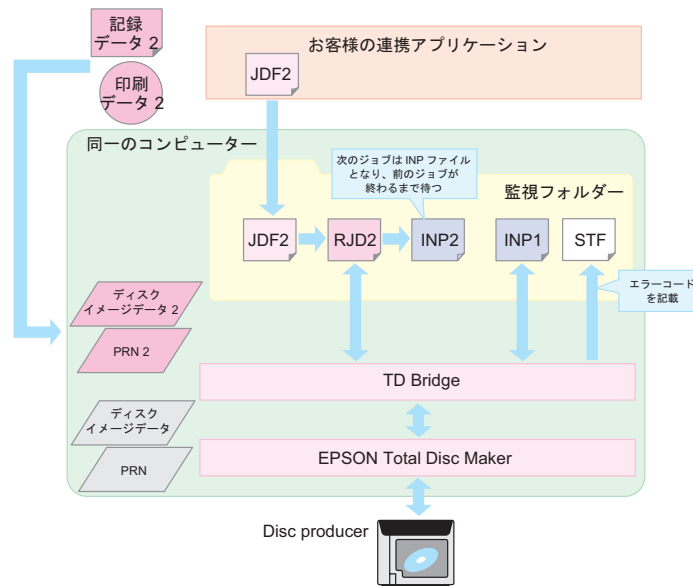 記録
データ 2
印刷
データ 2
お客様の連携アプリケーション
JDF2
同一のコンピューター
次のジョブは INP ファイル
となり、前のジョブが
終わるまで待つ
監視フォルダー
JDF2
RJD2
INP2
INP1
STF
エラーコード
を記載
ディスク
イメージデータ 2
PRN 2
TD Bridge
ディスク
イメージデータ
PRN
EPSON Total Disc Maker
Disc producer